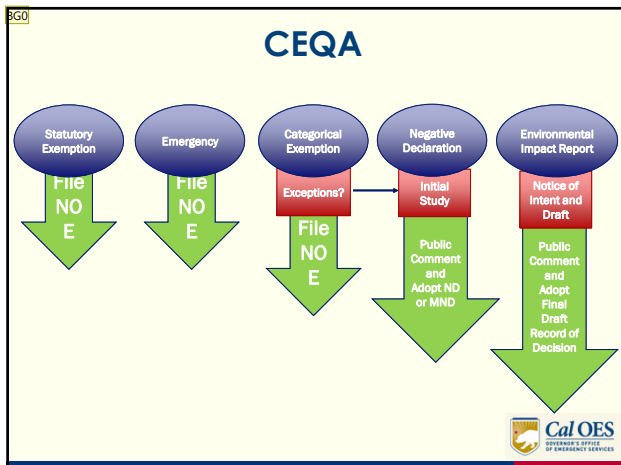 BG0
CEQA
Statutory
Exemption
File
NO
E
Emergency
File
NO
E
Categorical
Exemption
Exceptions?
File
NO
E
Negative
Declaration
Initial
Study
Public
Comment
and
Adopt ND
or MND
Environmental
Impact Report
Notice of
Intent and
Draft
Public
Comment
and
Adopt
Final
Draft
Record of
Decision
Cal OES
GOVERNOR'S OFFICE
OF EMERGENCY SERVICES